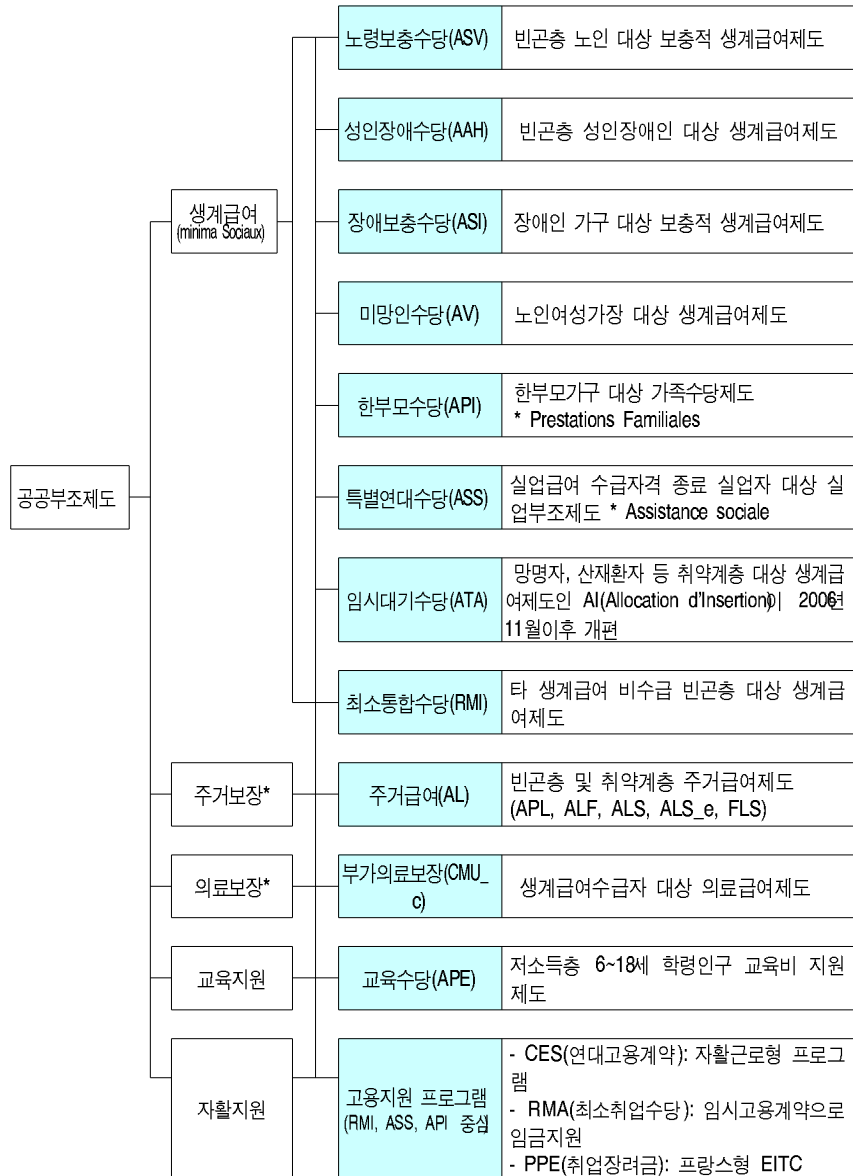 노령보충수당(ASV)
빈곤층 노인 대상 보충적 생계급여제도
성인장애수당(AAH)
빈곤층 성인장애인 대상 생계급여제도
생계급여
(minima Sociaux)
장애보충수당(ASI)
장애인 가구 대상 보충적 생계급여제도
미망인수당(AV)
노인여성가장 대상 생계급여제도
한부모수당(API)
한부모가구 대상 가족수당제도
* Prestations Familiales
공공부조제도
특별연대수당(ASS)
실업급여 수급자격 종료 실업자 대상 실
업부조제도 * Assistance sociale
임시대기수당(ATA)
망명자, 산재환자 등 취약계층 대상 생계급
여제도인 AI(Allocation d'Insertion)이 2006년
11월이후 개편
최소통합수당(RMI)
타 생계급여 비수급 빈곤층 대상 생계급
여제도
주거보장*
주거급여(AL)
빈곤층 및 취약계층 주거급여제도
(APL, ALF, ALS, ALS_e, FLS)
의료보장*
부가의료보장(CMU_
c)
생계급여수급자 대상 의료급여제도
교육지원
교육수당(APE)
저소득층 6~18세 학령인구 교육비 지원
제도
자활지원
고용지원 프로그램
(RMI, ASS, API 중심)
- CES(연대고용계약): 자활근로형 프로그
램
- RMA(최소취업수당): 임시고용계약으로
임금지원
- PPE(취업장려금): 프랑스형 EITC